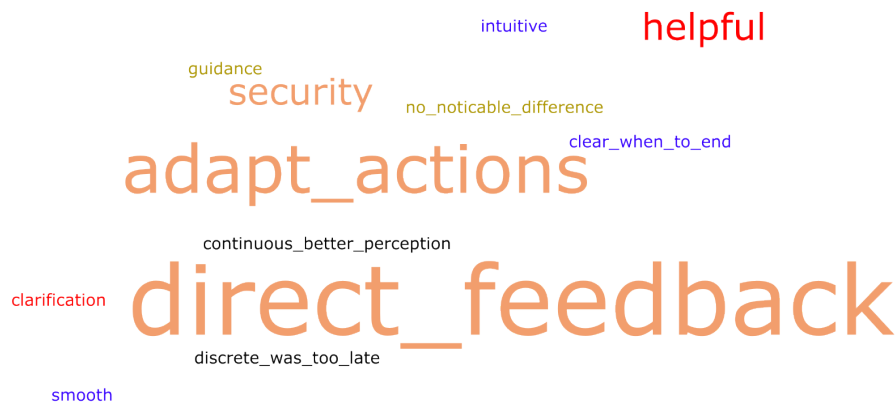 intuitive
helpful
guidance
security
no_noticable_difference
clear_when_to_end
adapt_actions
continuous_better_perception
clarification
direct_feedback
discrete_was_too_late
smooth